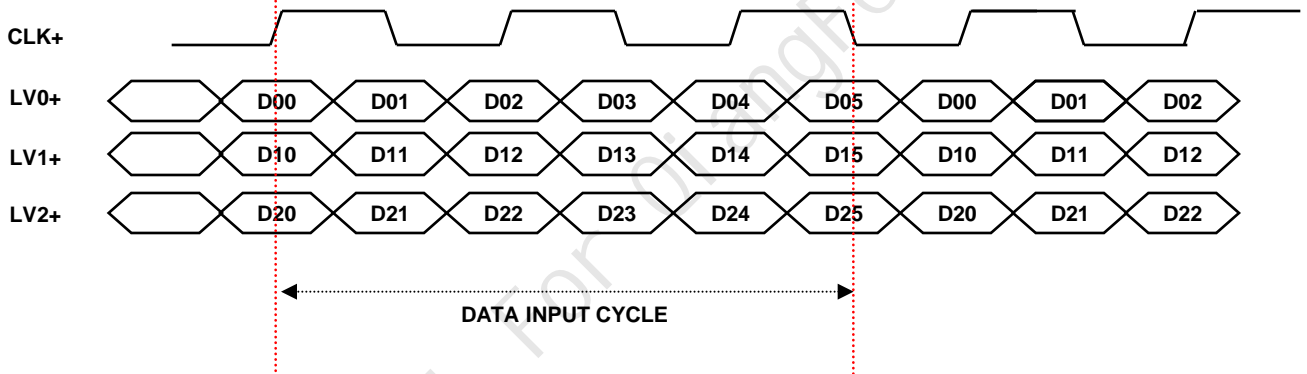 CLK+
LV0+ D00 D01 D02 D03 D04 D05 D00 D01 D02
LV1+ D10 D11 D12 D13 D14 D15 D10 D11 D12
LV2+ D20 D21 D22 D23 D24 D25 D20 D21 D22
DATA INPUT CYCLE
For